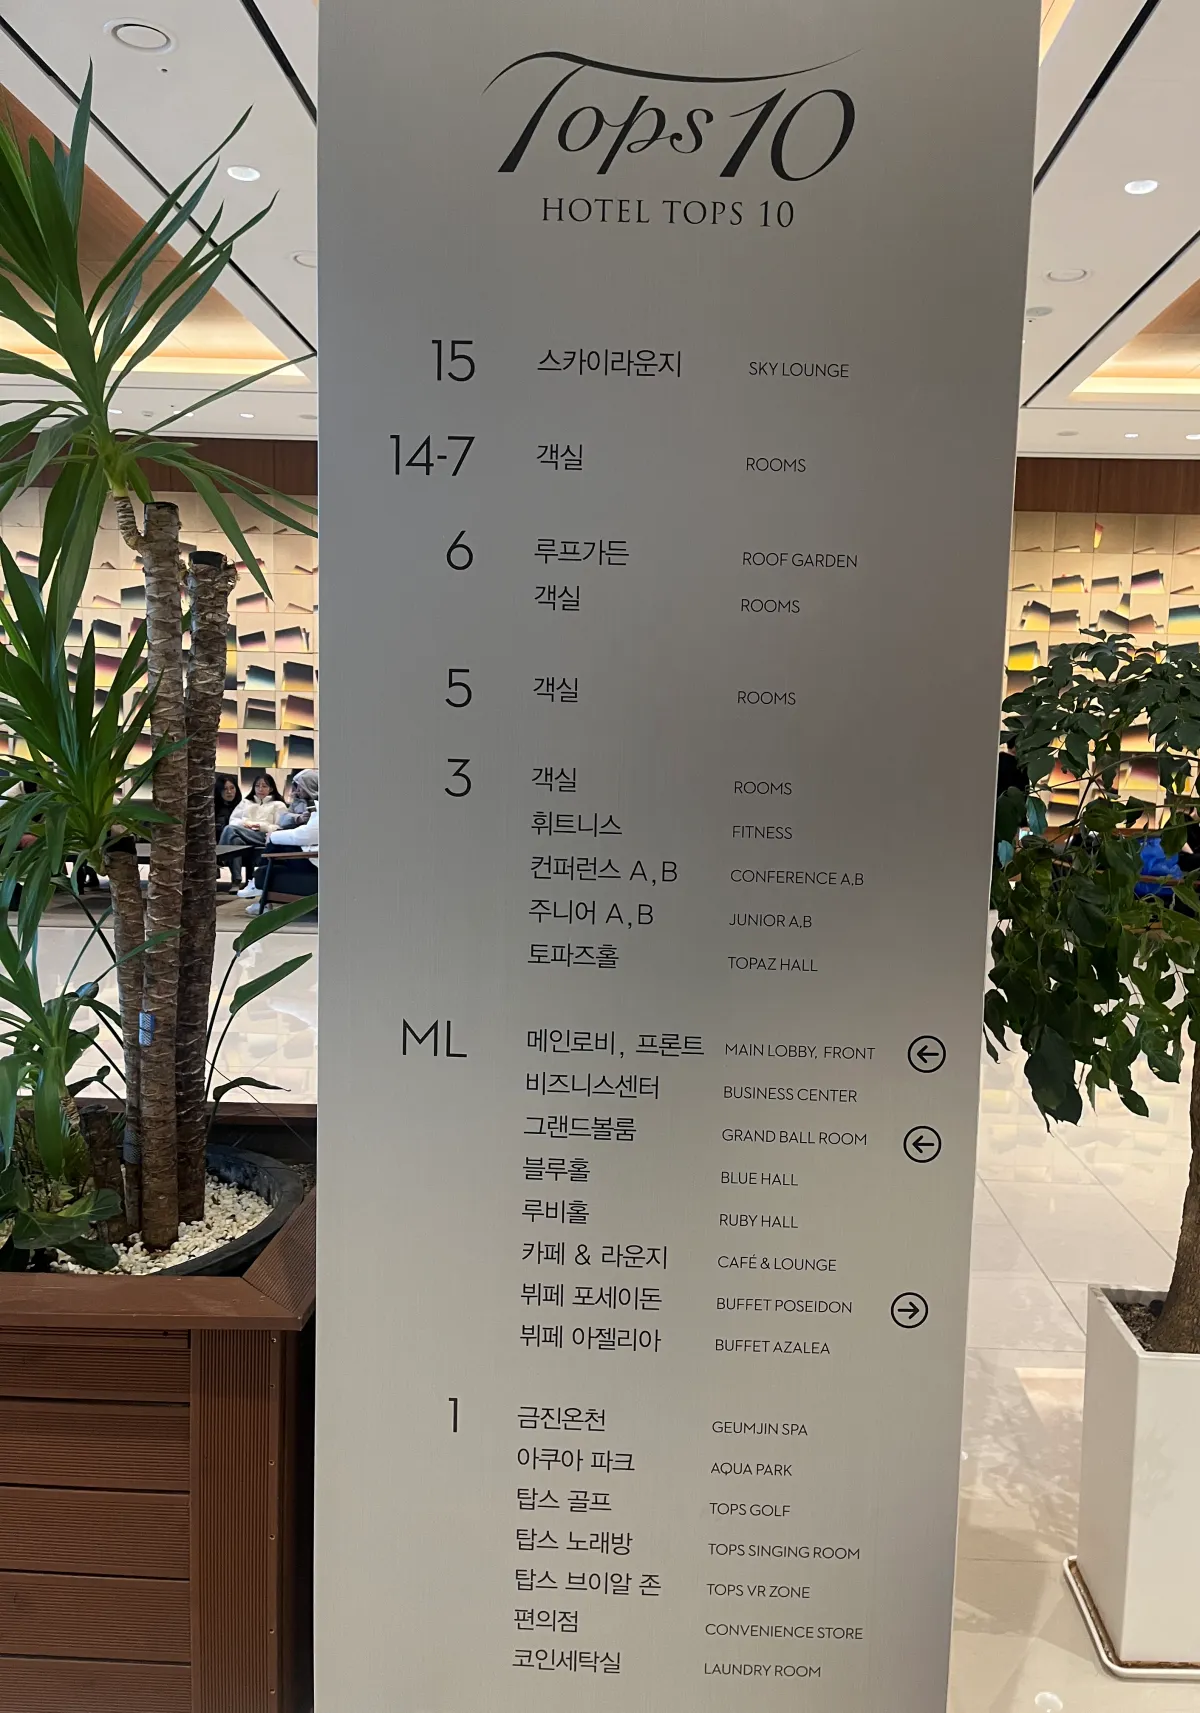 Tops 10
HOTEL TOPS 10
15 스카이라운지 SKY LOUNGE
14-7 객실 ROOMS
6 루프가든 ROOF GARDEN
객실 ROOMS
5 객실 ROOMS
3 객실 ROOMS
휘트니스 FITNESS
컨퍼런스 A,B CONFERENCE A,B
주니어 A,B JUNIOR A,B
토파즈홀 TOPAZ HALL
ML 메인로비, 프론트 MAIN LOBBY, FRONT ←
비즈니스센터 BUSINESS CENTER
그랜드볼룸 GRAND BALL ROOM ←
블루홀 BLUE HALL
루비홀 RUBY HALL
카페 & 라운지 CAFÉ & LOUNGE
뷔페 포세이돈 BUFFET POSEIDON →
뷔페 아젤리아 BUFFET AZALEA
1 금진온천 GEUMJIN SPA
아쿠아 파크 AQUA PARK
탑스 골프 TOPS GOLF
탑스 노래방 TOPS SINGING ROOM
탑스 브이알 존 TOPS VR ZONE
편의점 CONVENIENCE STORE
코인세탁실 LAUNDRY ROOM